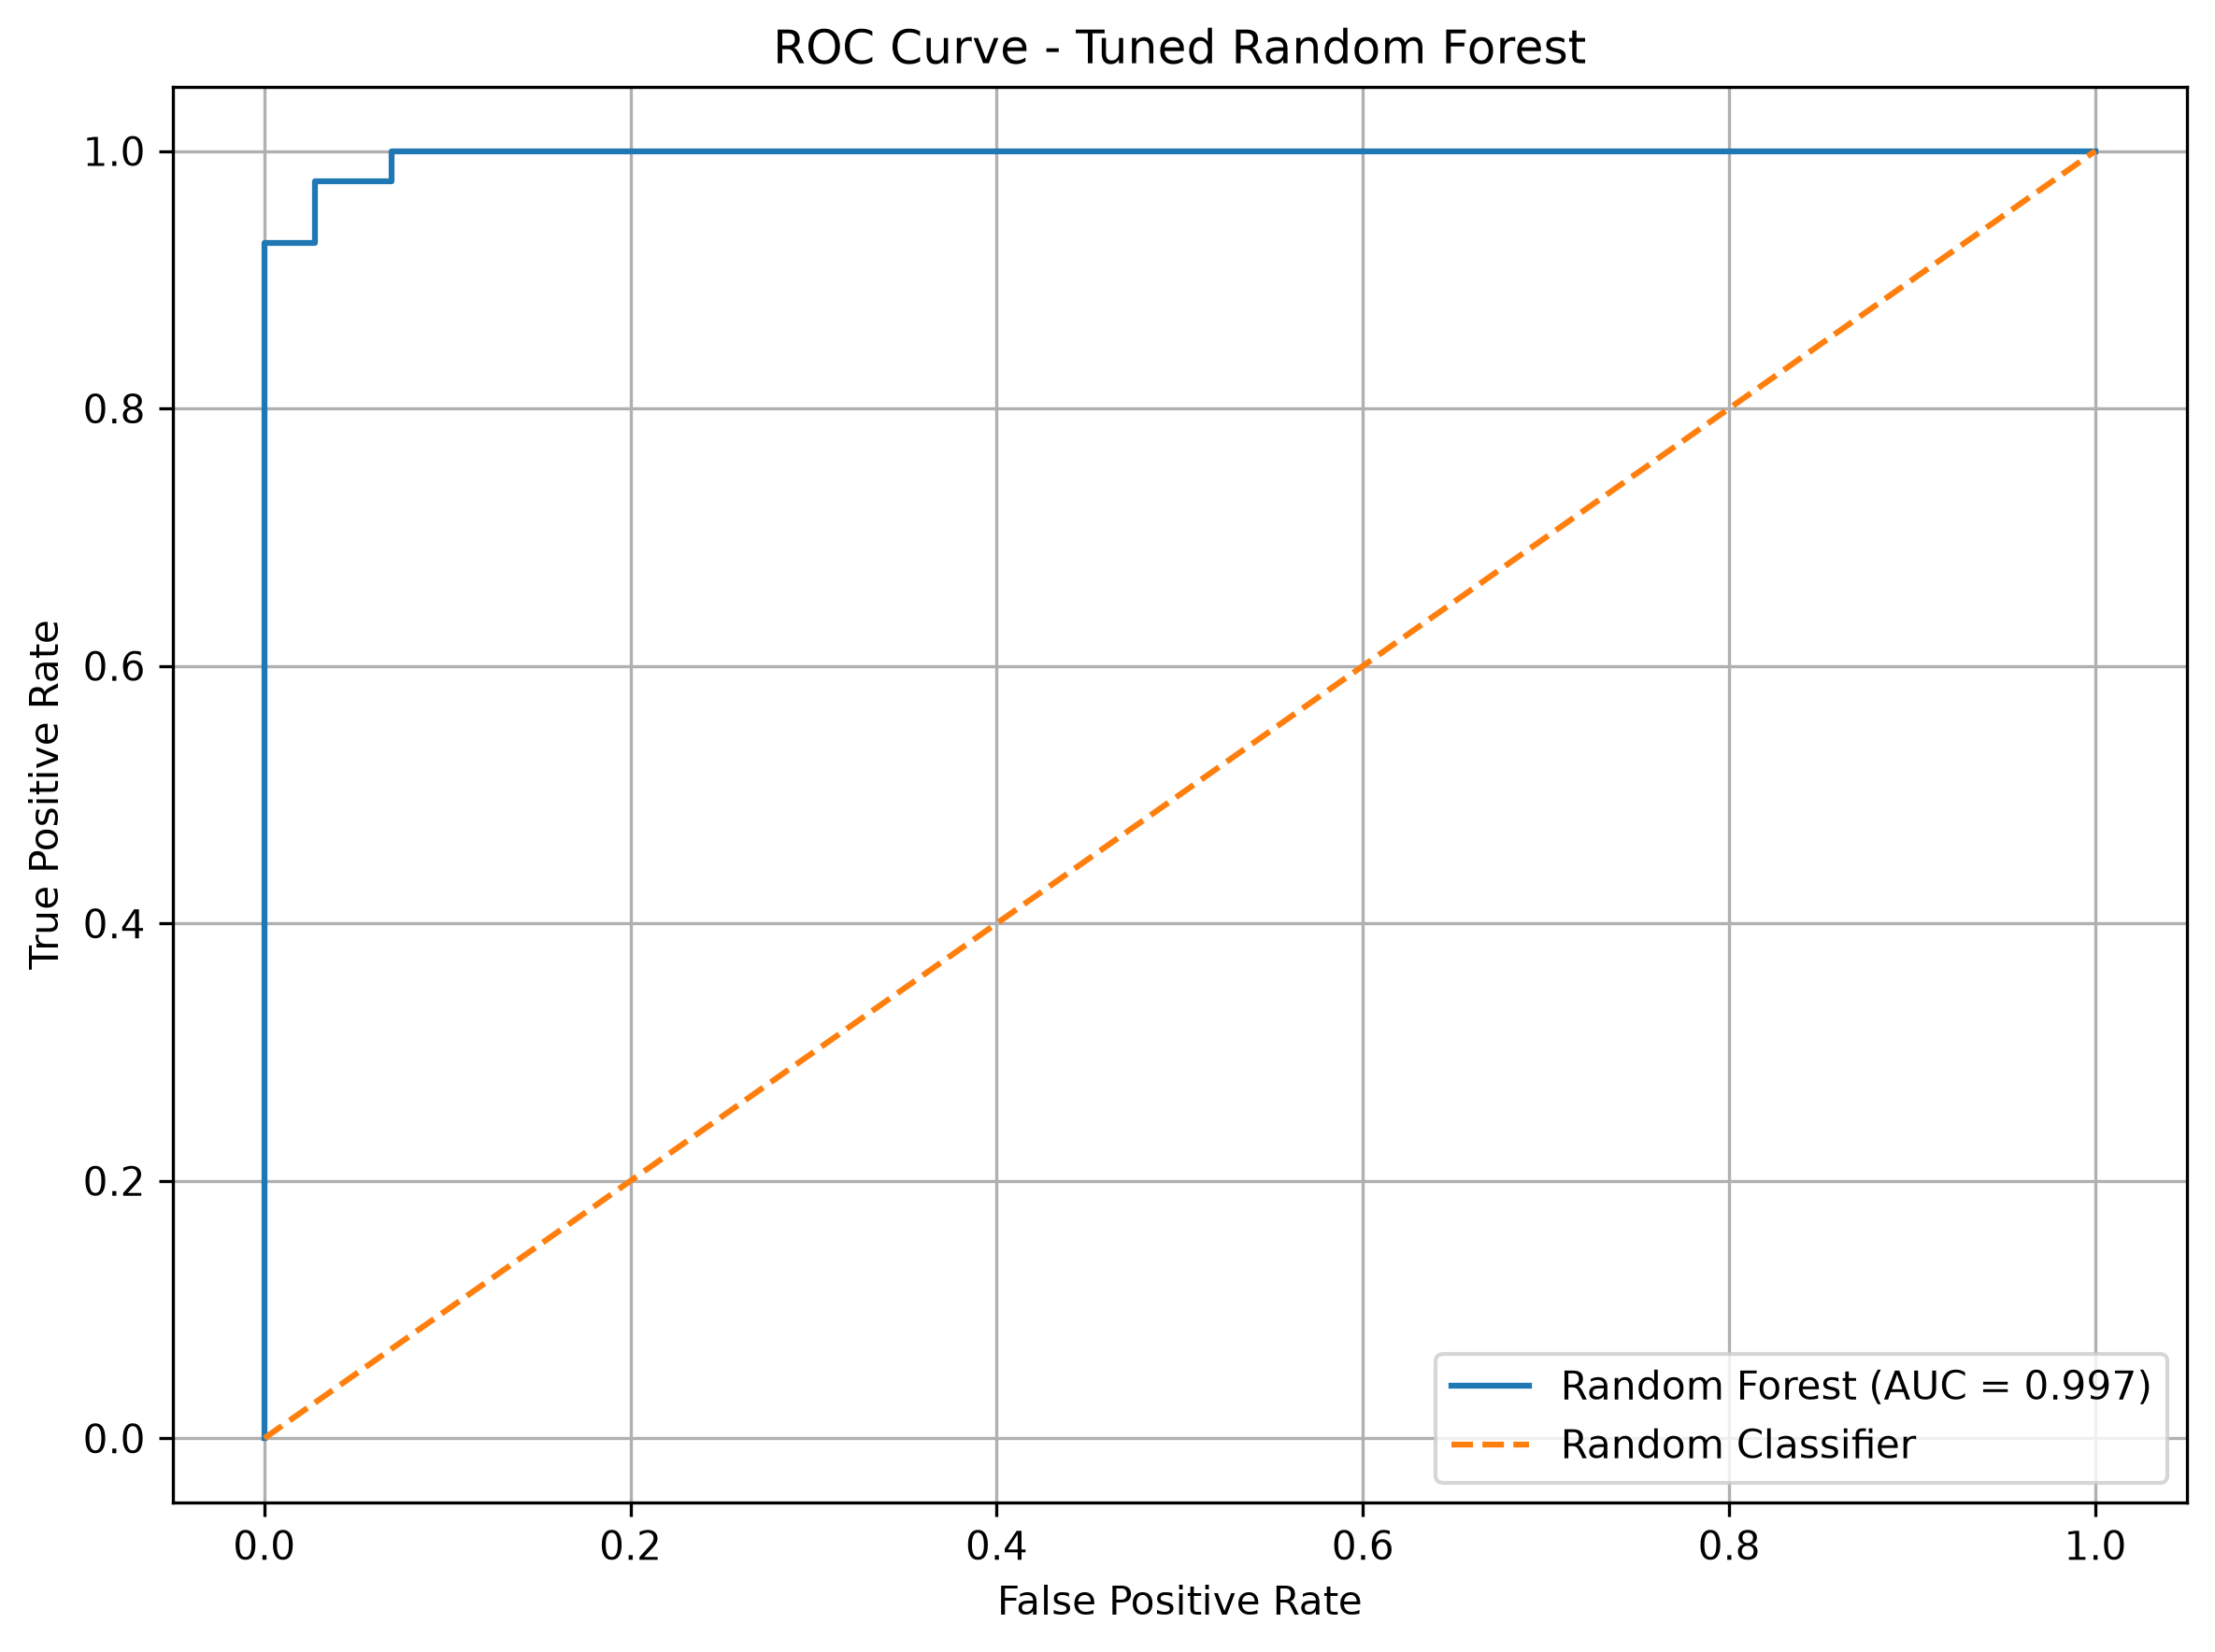 ROC Curve - Tuned Random Forest
True Positive Rate
1.0
0.8
0.6
0.4
0.2
0.0
0.0 0.2 0.4 0.6 0.8 1.0
False Positive Rate
Random Forest (AUC = 0.997)
Random Classifier